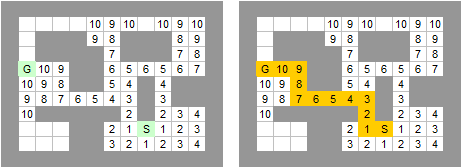 10 9 10 10 9 10 10 9 10 10 9 10
9 8 8 9 9 8 8 9
7 7 8 7 7 8
G 10 9 6 5 6 5 6 7 G 10 9 6 5 6 5 6 7
10 9 8 5 4 4 10 9 8 5 4 4
9 8 7 6 5 4 3 3 9 8 7 6 5 4 3 3
10 2 2 3 4 10 2 2 3 4
2 1 S 1 2 3 2 1 S 1 2 3
3 2 1 2 3 4 3 2 1 2 3 4